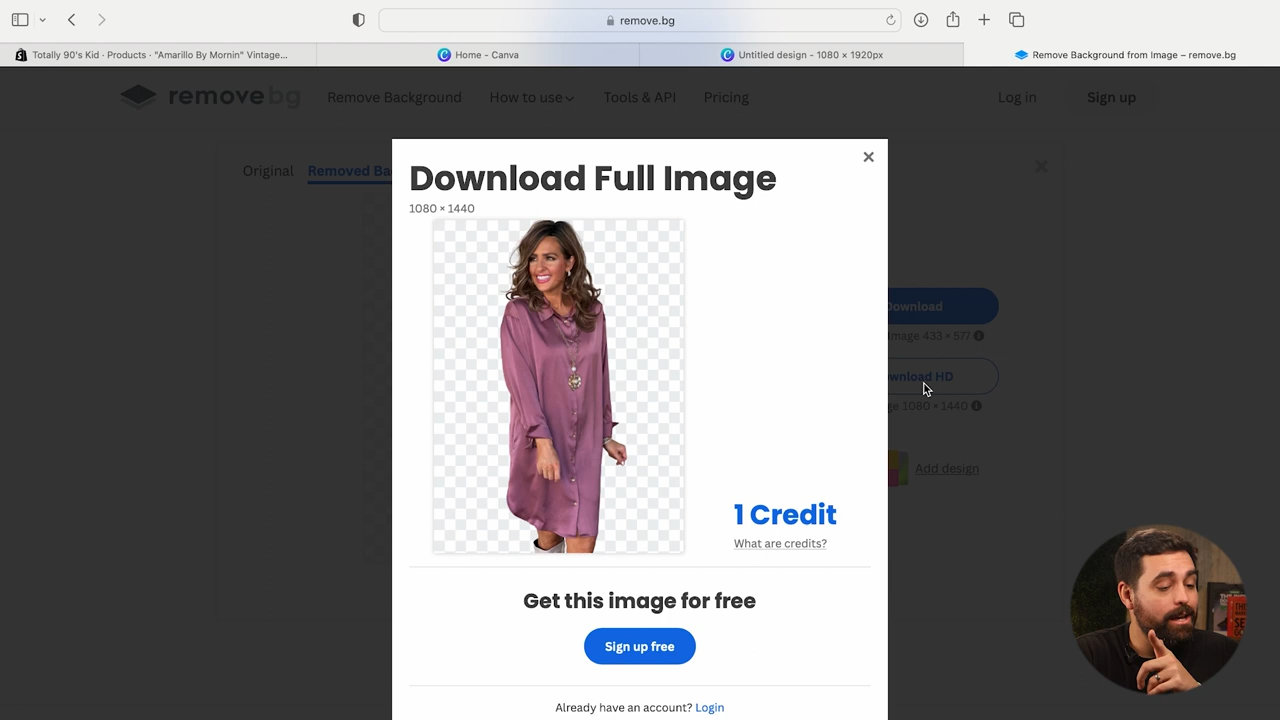 remove.bg
Totally 90's Kid · Products · "Amarillo By Mornin" Vintage...
Home – Canva
Untitled design - 1080 × 1920px
Remove Background from Image – remove.bg
remove bg
Remove Background
How to use
Tools & API
Pricing
Log in
Sign up
Original
Removed Ba
Download Full Image
1080 × 1440
Download
Image 433 × 577
wnload HD
ge 1080 × 1440
Add design
1 Credit
What are credits?
Get this image for free
Sign up free
Already have an account? Login